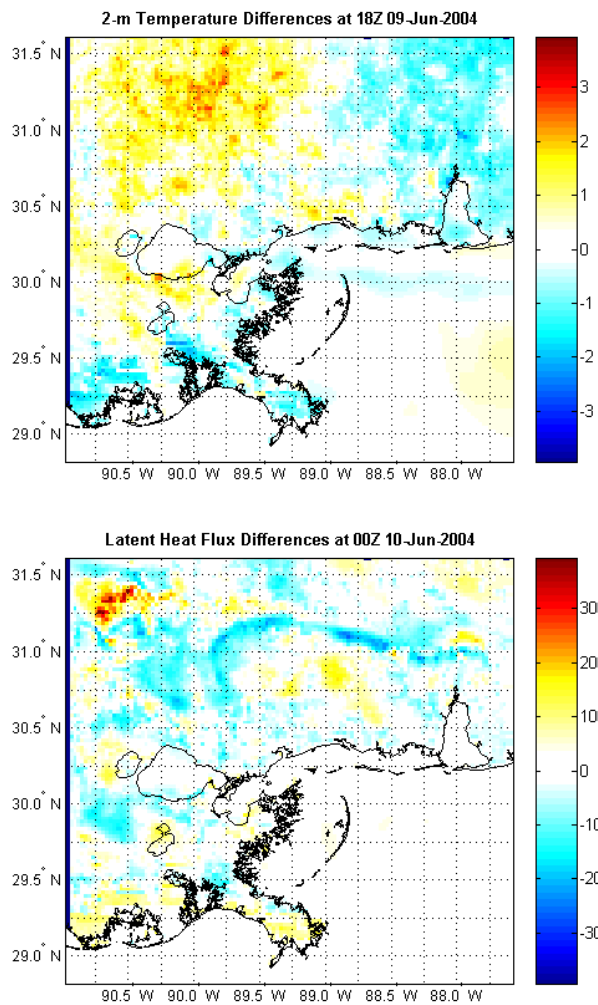 2-m Temperature Differences at 18Z 09-Jun-2004
31.5° N
31.0° N
30.5° N
30.0° N
29.5° N
29.0° N
90.5° W 90.0° W 89.5° W 89.0° W 88.5° W 88.0° W
3
2
1
-0
-1
-2
-3
Latent Heat Flux Differences at 00Z 10-Jun-2004
31.5° N
31.0° N
30.5° N
30.0° N
29.5° N
29.0° N
90.5° W 90.0° W 89.5° W 89.0° W 88.5° W 88.0° W
30
20
10
-0
-10
-20
-30